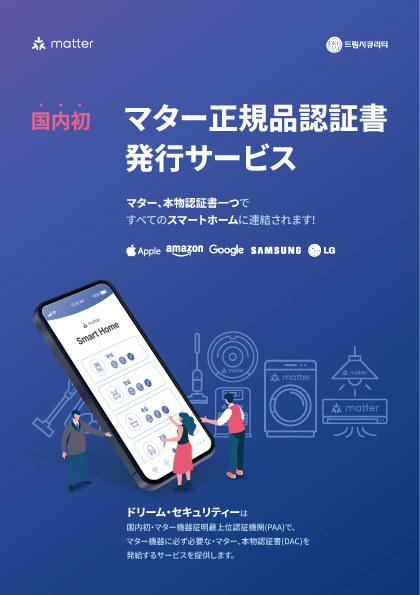 matter
드림시큐리티
国内初
マター正規品認証書
発行サービス
マター、本物認証書一つで
すべてのスマートホームに連結されます!
Apple
amazon
Google
SAMSUNG
LG
matter
Smart Home
matter
matter
matter
matter
ドリーム・セキュリティーは
国内初・マター機器証明最上位認証機関(PAA)で、
マター機器に必ず必要な・マター、本物認証書(DAC)を
発給するサービスを提供します。